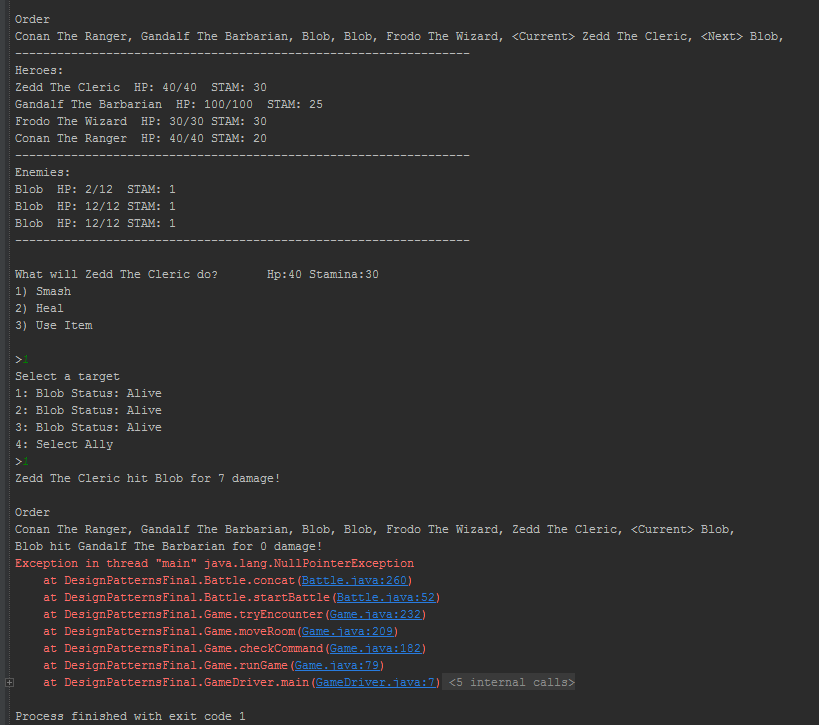 Order
Conan The Ranger, Gandalf The Barbarian, Blob, Blob, Frodo The Wizard, <Current> Zedd The Cleric, <Next> Blob,
-----------------------------------------------------------------
Heroes:
Zedd The Cleric  HP: 40/40  STAM: 30
Gandalf The Barbarian  HP: 100/100  STAM: 25
Frodo The Wizard  HP: 30/30 STAM: 30
Conan The Ranger  HP: 40/40 STAM: 20
-----------------------------------------------------------------
Enemies:
Blob  HP: 2/12  STAM: 1
Blob  HP: 12/12 STAM: 1
Blob  HP: 12/12 STAM: 1
-----------------------------------------------------------------
What will Zedd The Cleric do?       Hp:40 Stamina:30
1) Smash
2) Heal
3) Use Item
>1
Select a target
1: Blob Status: Alive
2: Blob Status: Alive
3: Blob Status: Alive
4: Select Ally
>1
Zedd The Cleric hit Blob for 7 damage!
Order
Conan The Ranger, Gandalf The Barbarian, Blob, Blob, Frodo The Wizard, Zedd The Cleric, <Current> Blob,
Blob hit Gandalf The Barbarian for 0 damage!
Exception in thread "main" java.lang.NullPointerException
    at DesignPatternsFinal.Battle.concat(Battle.java:260)
    at DesignPatternsFinal.Battle.startBattle(Battle.java:52)
    at DesignPatternsFinal.Game.tryEncounter(Game.java:232)
    at DesignPatternsFinal.Game.moveRoom(Game.java:209)
    at DesignPatternsFinal.Game.checkCommand(Game.java:182)
    at DesignPatternsFinal.Game.runGame(Game.java:79)
    at DesignPatternsFinal.GameDriver.main(GameDriver.java:7) <5 internal calls>
Process finished with exit code 1